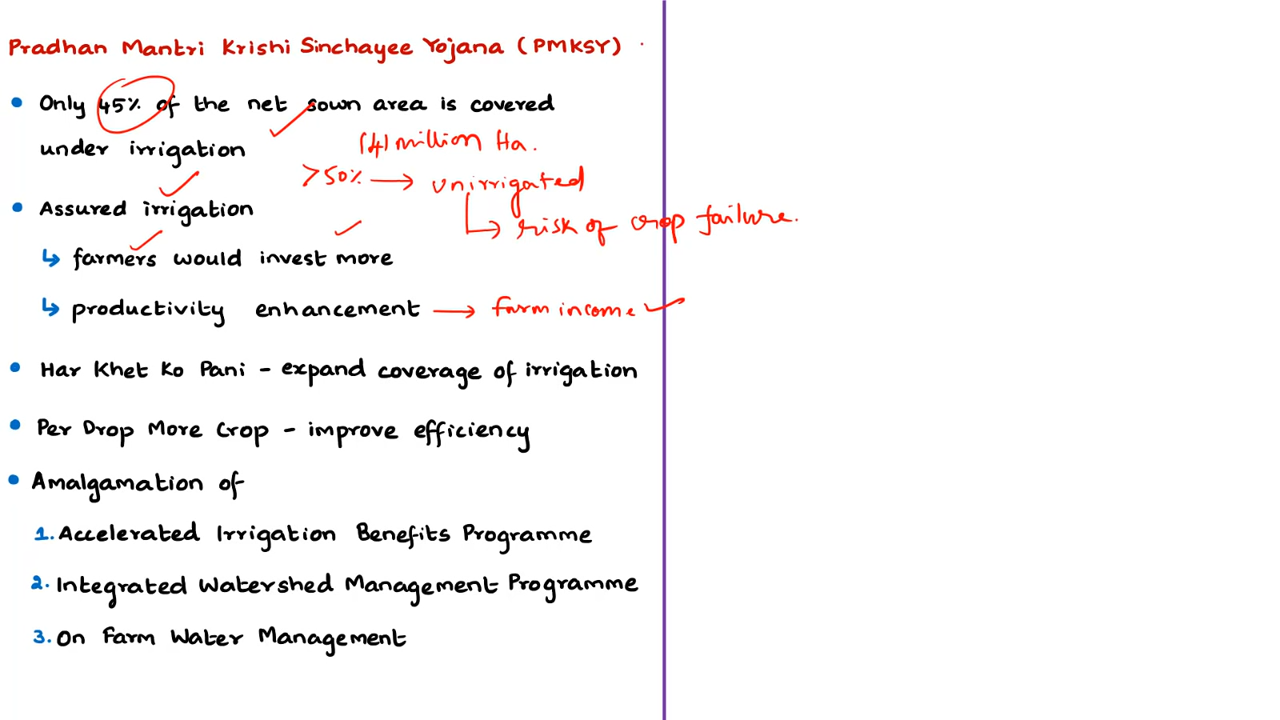 Pradhan Mantri Krishi Sinchayee Yojana (PMKSY)
• Only 45% of the net sown area is covered
under irrigation
141 million Ha.
>50% → unirrigated
↳ risk of crop failure.
• Assured irrigation
↳ farmers would invest more
↳ productivity enhancement → farm income
• Har Khet Ko Pani - expand coverage of irrigation
• Per Drop More Crop - improve efficiency
• Amalgamation of
1. Accelerated Irrigation Benefits Programme
2. Integrated Watershed Management Programme
3. On Farm Water Management